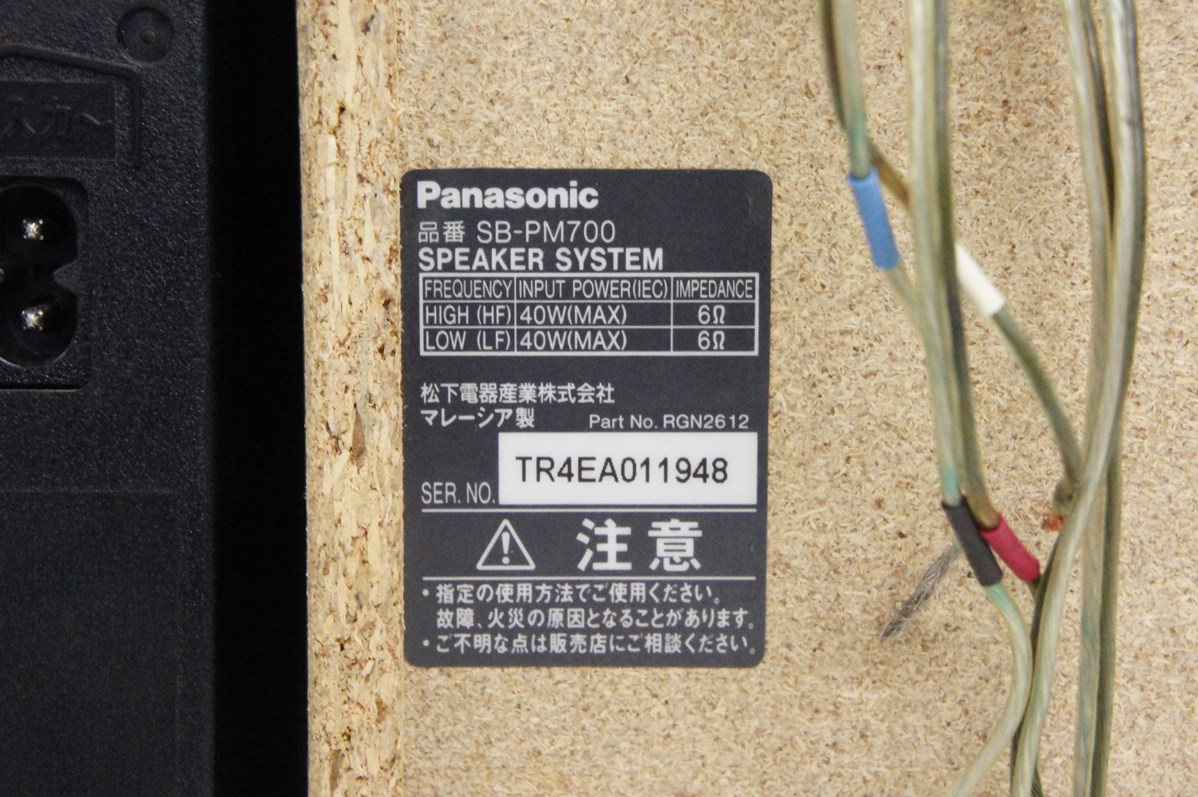 Panasonic
品番 SB-PM700
SPEAKER SYSTEM
FREQUENCY INPUT POWER(IEC) IMPEDANCE
HIGH (HF) 40W(MAX) 6Ω
LOW (LF) 40W(MAX) 6Ω
松下電器産業株式会社
マレーシア製 Part No. RGN2612
SER. NO. TR4EA011948
注意
・指定の使用方法でご使用ください。
故障、火災の原因となることがあります。
・ご不明な点は販売店にご相談ください。